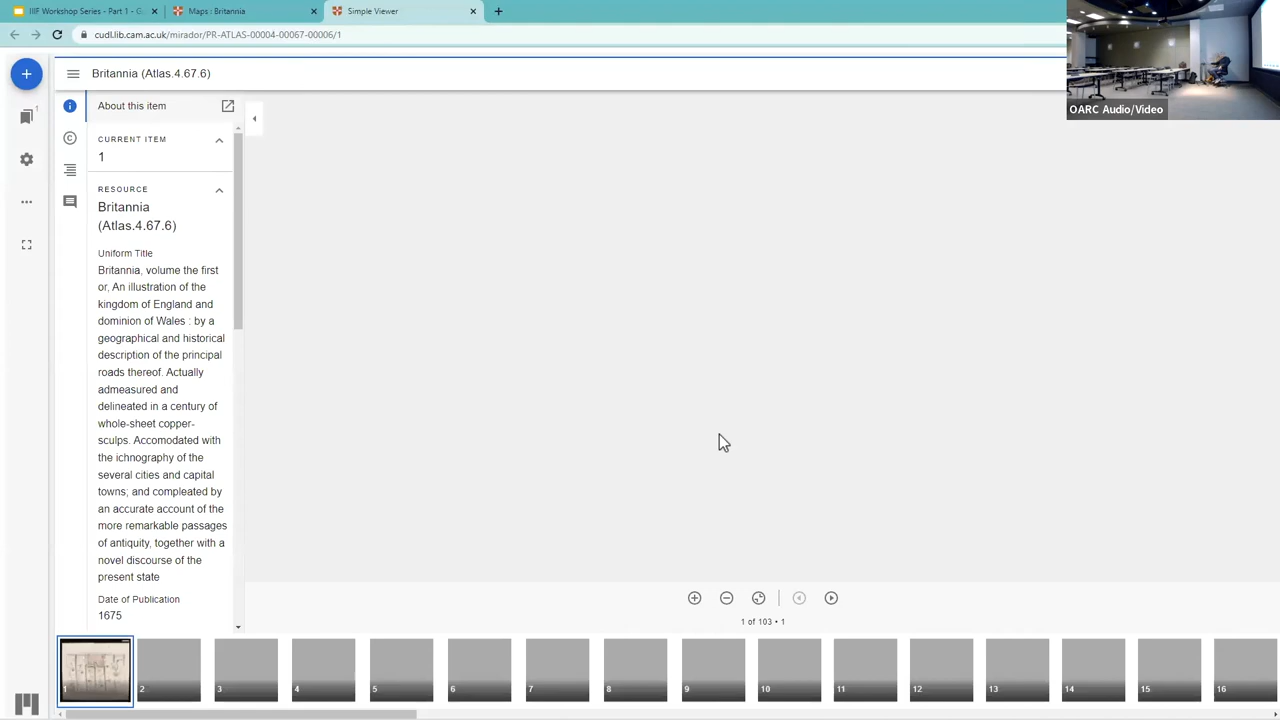 IIIF Workshop Series - Part 1 - G
Maps : Britannia
Simple Viewer
cudl.lib.cam.ac.uk/mirador/PR-ATLAS-00004-00067-00006/1
OARC Audio/Video
Britannia (Atlas.4.67.6)
1
About this item
CURRENT ITEM
1
RESOURCE
Britannia
(Atlas.4.67.6)
Uniform Title
Britannia, volume the first
or, An illustration of the
kingdom of England and
dominion of Wales : by a
geographical and historical
description of the principal
roads thereof. Actually
admeasured and
delineated in a century of
whole-sheet copper-
sculps. Accomodated with
the ichnography of the
several cities and capital
towns; and compleated by
an accurate account of the
more remarkable passages
of antiquity, together with a
novel discourse of the
present state
Date of Publication
1675
1 of 103 • 1
1 2 3 4 5 6 7 8 9 10 11 12 13 14 15 16